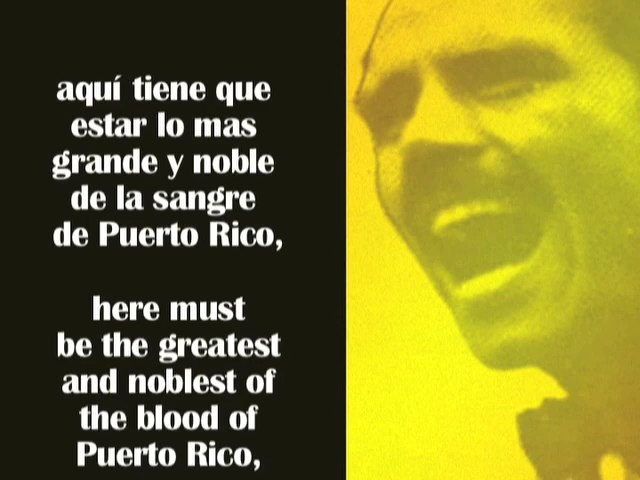 aquí tiene que
estar lo mas
grande y noble
de la sangre
de Puerto Rico,
here must
be the greatest
and noblest of
the blood of
Puerto Rico,